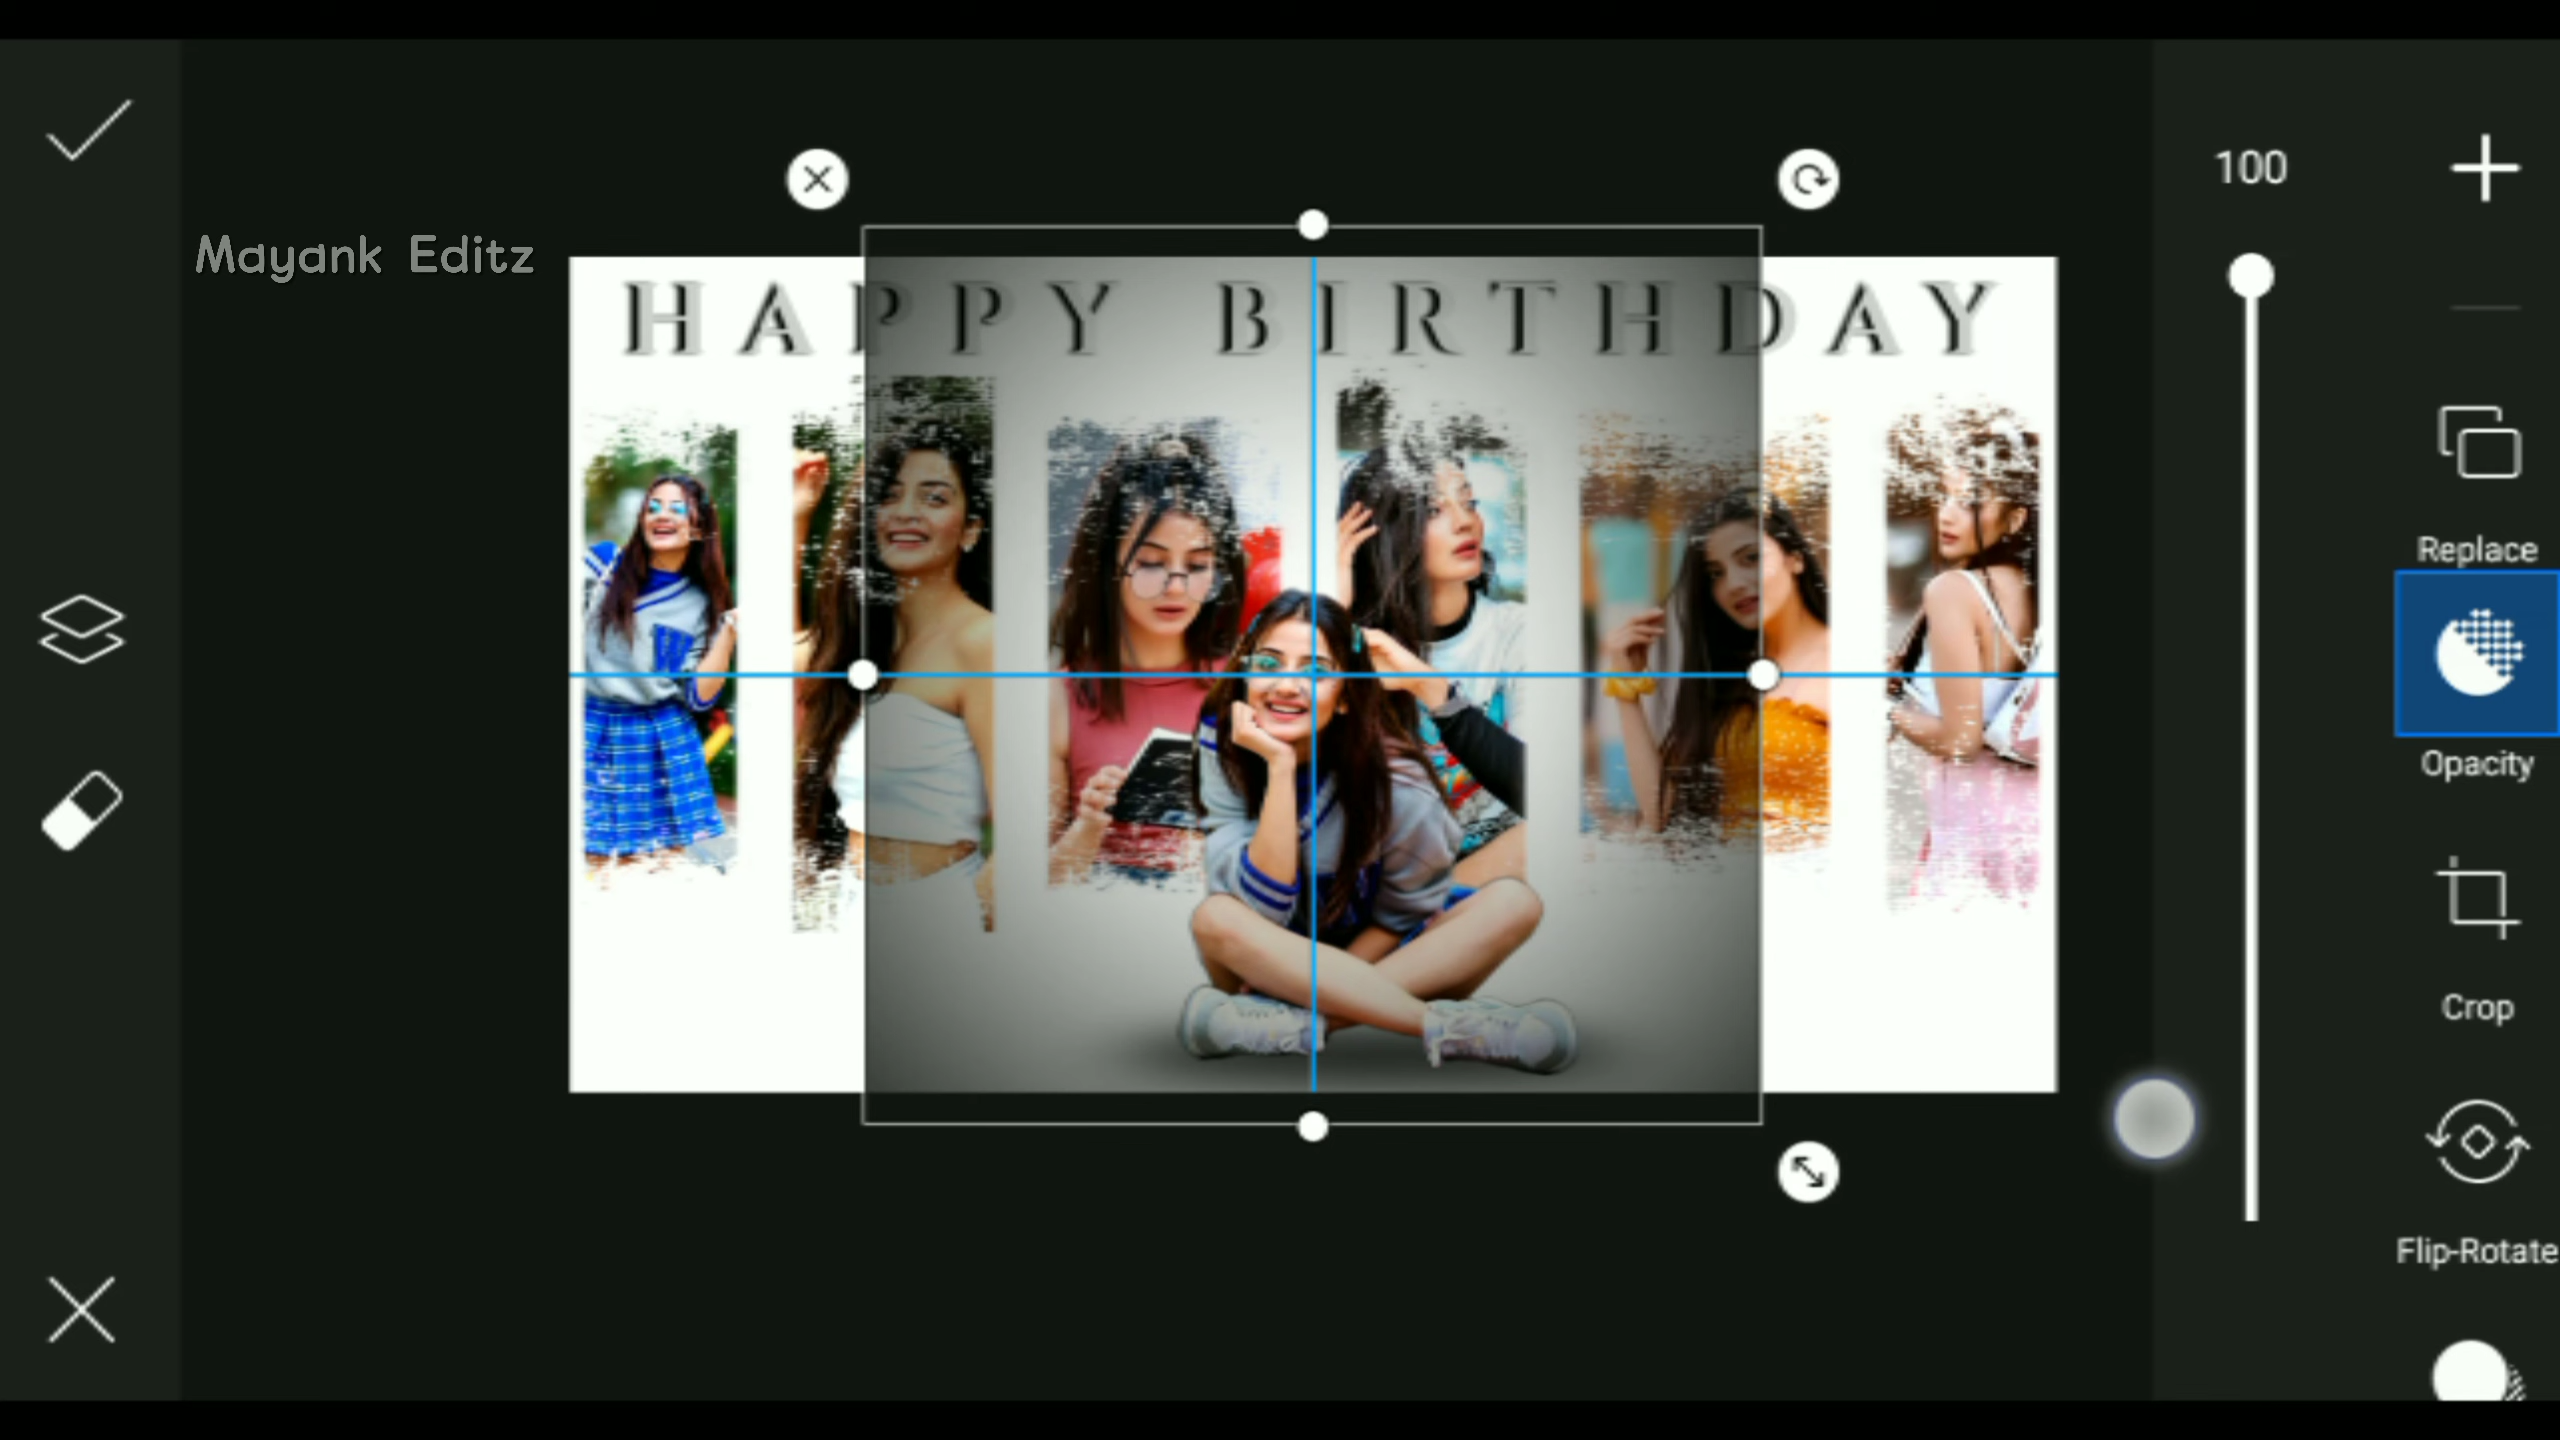 100
Mayank Editz
HAPPY BIRTHDAY
Replace
Opacity
Crop
Flip-Rotate